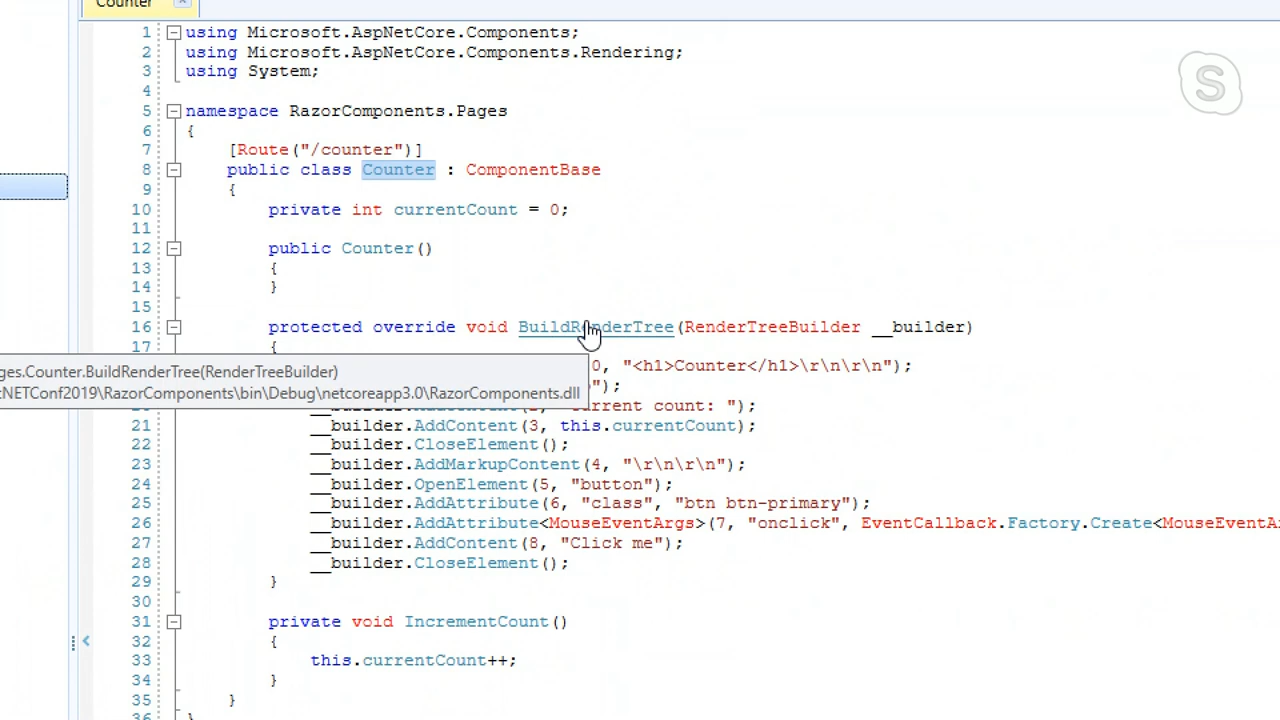 Counter
1 using Microsoft.AspNetCore.Components;
2 using Microsoft.AspNetCore.Components.Rendering;
3 using System;
4
5 namespace RazorComponents.Pages
6 {
7 [Route("/counter")]
8 public class Counter : ComponentBase
9 {
10 private int currentCount = 0;
11
12 public Counter()
13 {
14 }
15
16 protected override void BuildRenderTree(RenderTreeBuilder __builder)
17 {
0, "<h1>Counter</h1>\r\n\r\n");
ges.Counter.BuildRenderTree(RenderTreeBuilder)
");
NETConf2019\RazorComponents\bin\Debug\netcoreapp3.0\RazorComponents.dll
urrent count: ");
21 __builder.AddContent(3, this.currentCount);
22 __builder.CloseElement();
23 __builder.AddMarkupContent(4, "\r\n\r\n");
24 __builder.OpenElement(5, "button");
25 __builder.AddAttribute(6, "class", "btn btn-primary");
26 __builder.AddAttribute<MouseEventArgs>(7, "onclick", EventCallback.Factory.Create<MouseEventA
27 __builder.AddContent(8, "Click me");
28 __builder.CloseElement();
29 }
30
31 private void IncrementCount()
32 {
33 this.currentCount++;
34 }
35 }
36 }
S